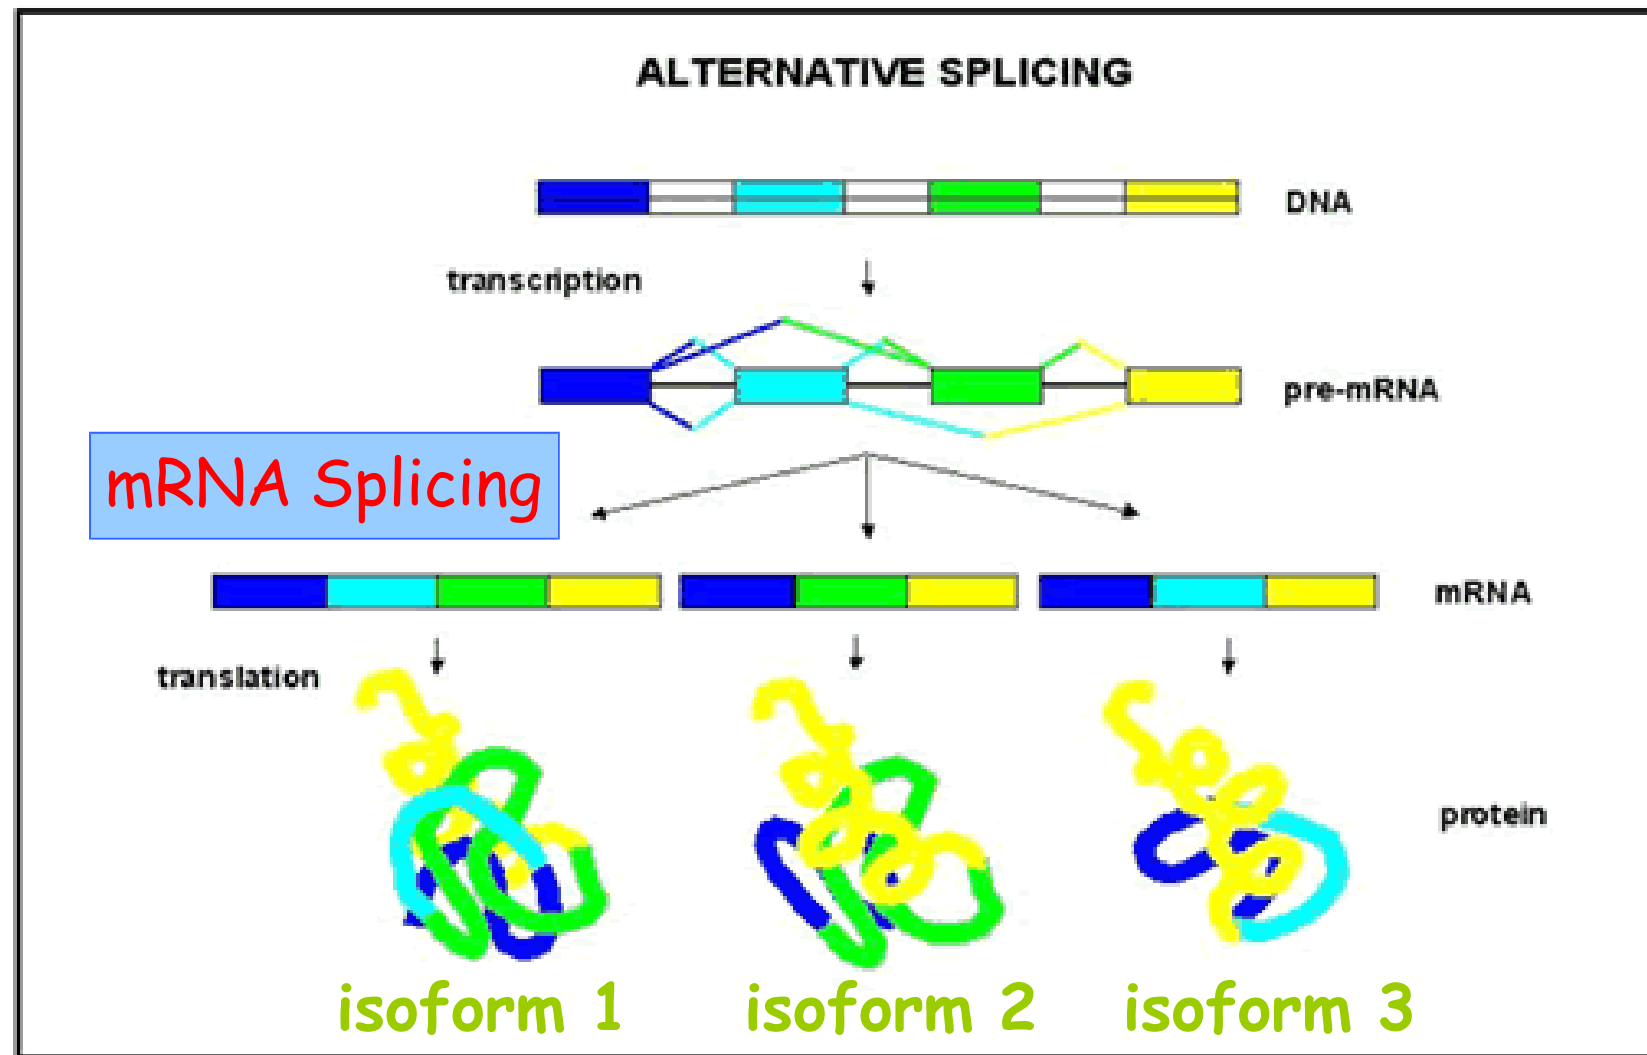 ALTERNATIVE SPLICING
DNA
transcription
pre-mRNA
mRNA Splicing
mRNA
translation
protein
isoform 1
isoform 2
isoform 3